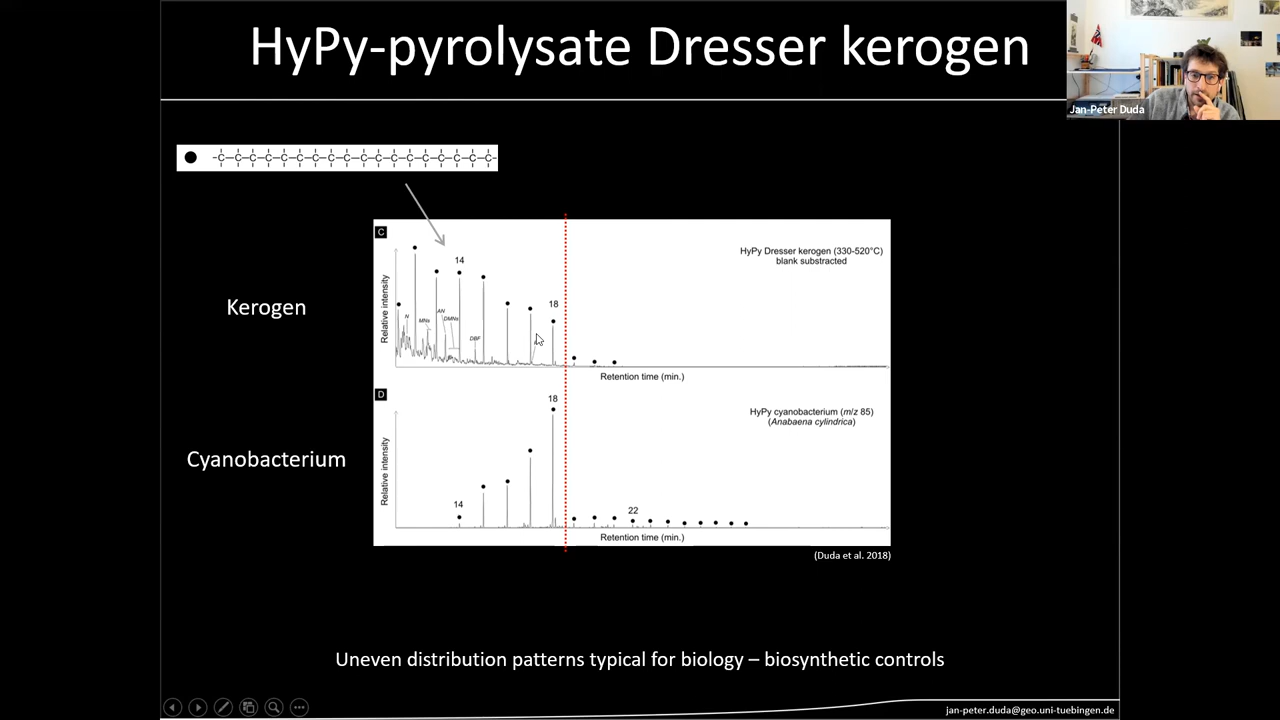 HyPy-pyrolysate Dresser kerogen
Jan-Peter Duda
-C-C-C-C-C-C-C-C-C-C-C-C-C-C-C-C-C-C-
Kerogen
C
Relative intensity
14
18
N
MNs
AN
DMNs
DBF
HyPy Dresser kerogen (330-520°C)
blank substracted
Retention time (min.)
Cyanobacterium
D
Relative intensity
14
18
22
HyPy cyanobacterium (m/z 85)
(Anabaena cylindrica)
Retention time (min.)
(Duda et al. 2018)
Uneven distribution patterns typical for biology – biosynthetic controls
jan-peter.duda@geo.uni-tuebingen.de